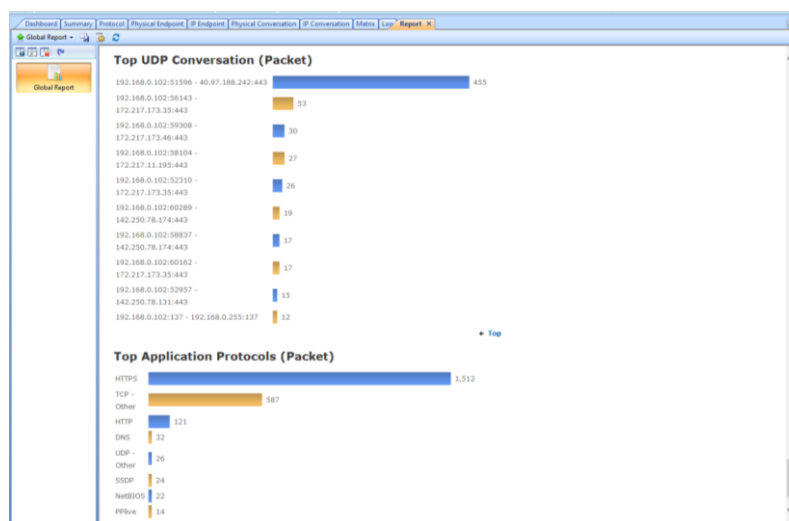 Dashboard Summary Protocol Physical Endpoint IP Endpoint Physical Conversation IP Conversation Matrix Log Report
Global Report
Global Report
Top UDP Conversation (Packet)
192.168.0.102:51596 - 40.97.188.242:443 455
192.168.0.102:56143 -
172.217.173.35:443
53
192.168.0.102:59308 -
172.217.173.46:443
30
192.168.0.102:58104 -
172.217.11.195:443
27
192.168.0.102:52310 -
172.217.173.35:443
26
192.168.0.102:60289 -
142.250.78.174:443
19
192.168.0.102:58837 -
142.250.78.174:443
17
192.168.0.102:60162 -
172.217.173.35:443
17
192.168.0.102:52957 -
142.250.78.131:443
15
192.168.0.102:137 - 192.168.0.255:137 12
Top
Top Application Protocols (Packet)
HTTPS 1,512
TCP -
Other
587
HTTP 121
DNS 32
UDP -
Other
26
SSDP 24
NetBIOS 22
PPlive 14